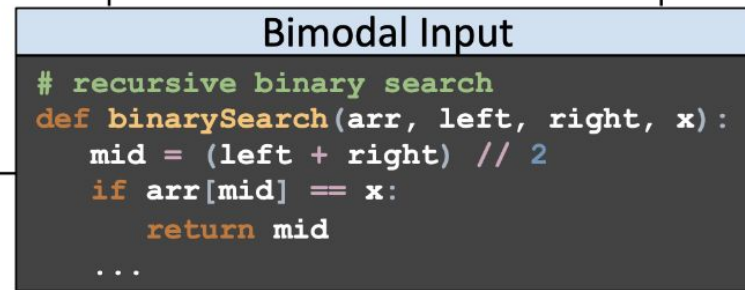 Bimodal Input
# recursive binary search
def binarySearch(arr, left, right, x):
mid = (left + right) // 2
if arr[mid] == x:
return mid
...